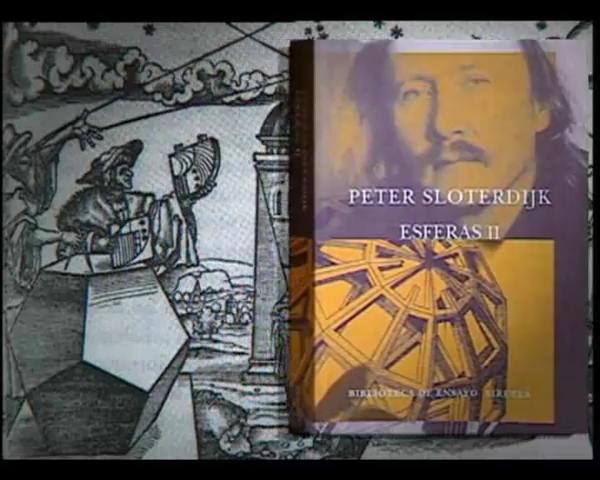 PETER SLOTERDIJK
ESFERAS II
BIBLIOTECA DE ENSAYO SIRUELA